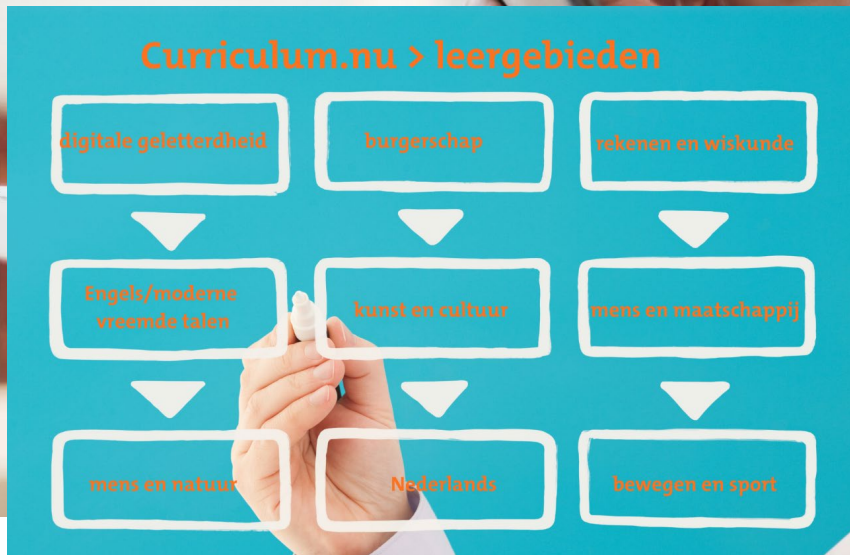 Curriculum.nu > leergebieden
digitale geletterdheid
burgerschap
rekenen en wiskunde
Engels/moderne
vreemde talen
kunst en cultuur
mens en maatschappij
mens en natuur
Nederlands
bewegen en sport